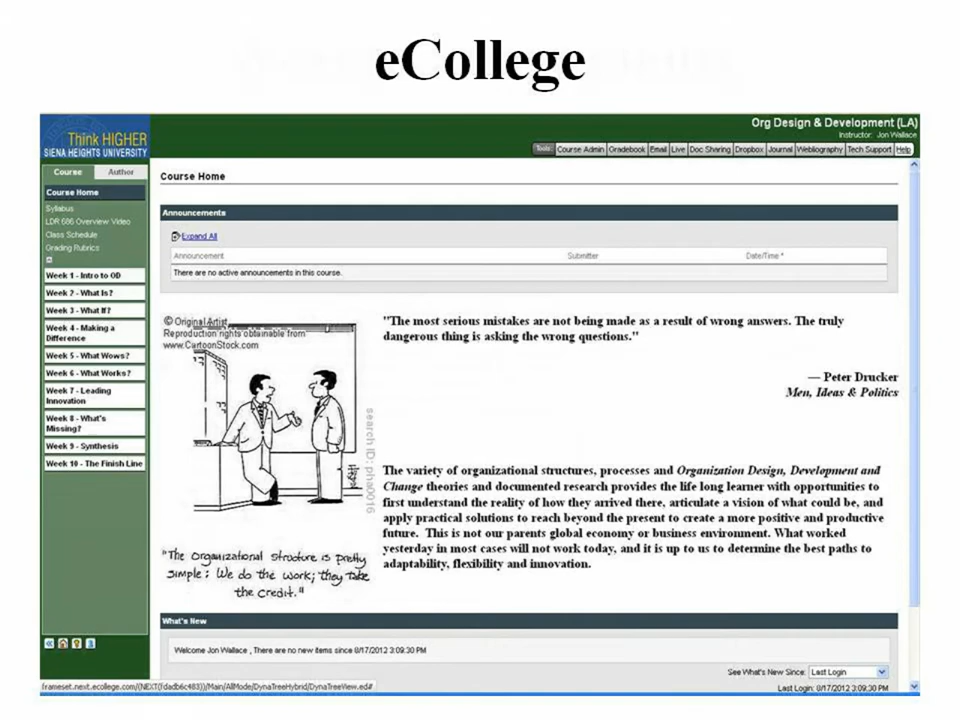 eCollege
Think HIGHER
SIENA HEIGHTS UNIVERSITY
Org Design & Development (LA)
Instructor: Jon Wallace
Tools: Course Admin Gradebook Email Live Doc Sharing Dropbox Journal Webliography Tech Support Help
Course Author
Course Home
Syllabus
LDR 686 Overview Video
Class Schedule
Grading Rubrics
Week 1 - Intro to OD
Week 2 - What Is?
Week 3 - What If?
Week 4 - Making a
Difference
Week 5 - What Wows?
Week 6 - What Works?
Week 7 - Leading
Innovation
Week 8 - What's
Missing?
Week 9 - Synthesis
Week 10 - The Finish Line
Course Home
Announcements
Expand All
Announcement Submitter Date/Time *
There are no active announcements in this course.
© Original Artist
Reproduction rights obtainable from
www.CartoonStock.com
search ID: pha0016
"The organizational structure is pretty
simple: We do the work; they take
the credit."
"The most serious mistakes are not being made as a result of wrong answers. The truly
dangerous thing is asking the wrong questions."
— Peter Drucker
Men, Ideas & Politics
The variety of organizational structures, processes and Organization Design, Development and
Change theories and documented research provides the life long learner with opportunities to
first understand the reality of how they arrived there, articulate a vision of what could be, and
apply practical solutions to reach beyond the present to create a more positive and productive
future. This is not our parents global economy or business environment. What worked
yesterday in most cases will not work today, and it is up to us to determine the best paths to
adaptability, flexibility and innovation.
What's New
Welcome Jon Wallace , There are no new items since 8/17/2012 3:09:30 PM
See What's New Since: Last Login
Last Login: 8/17/2012 3:09:30 PM